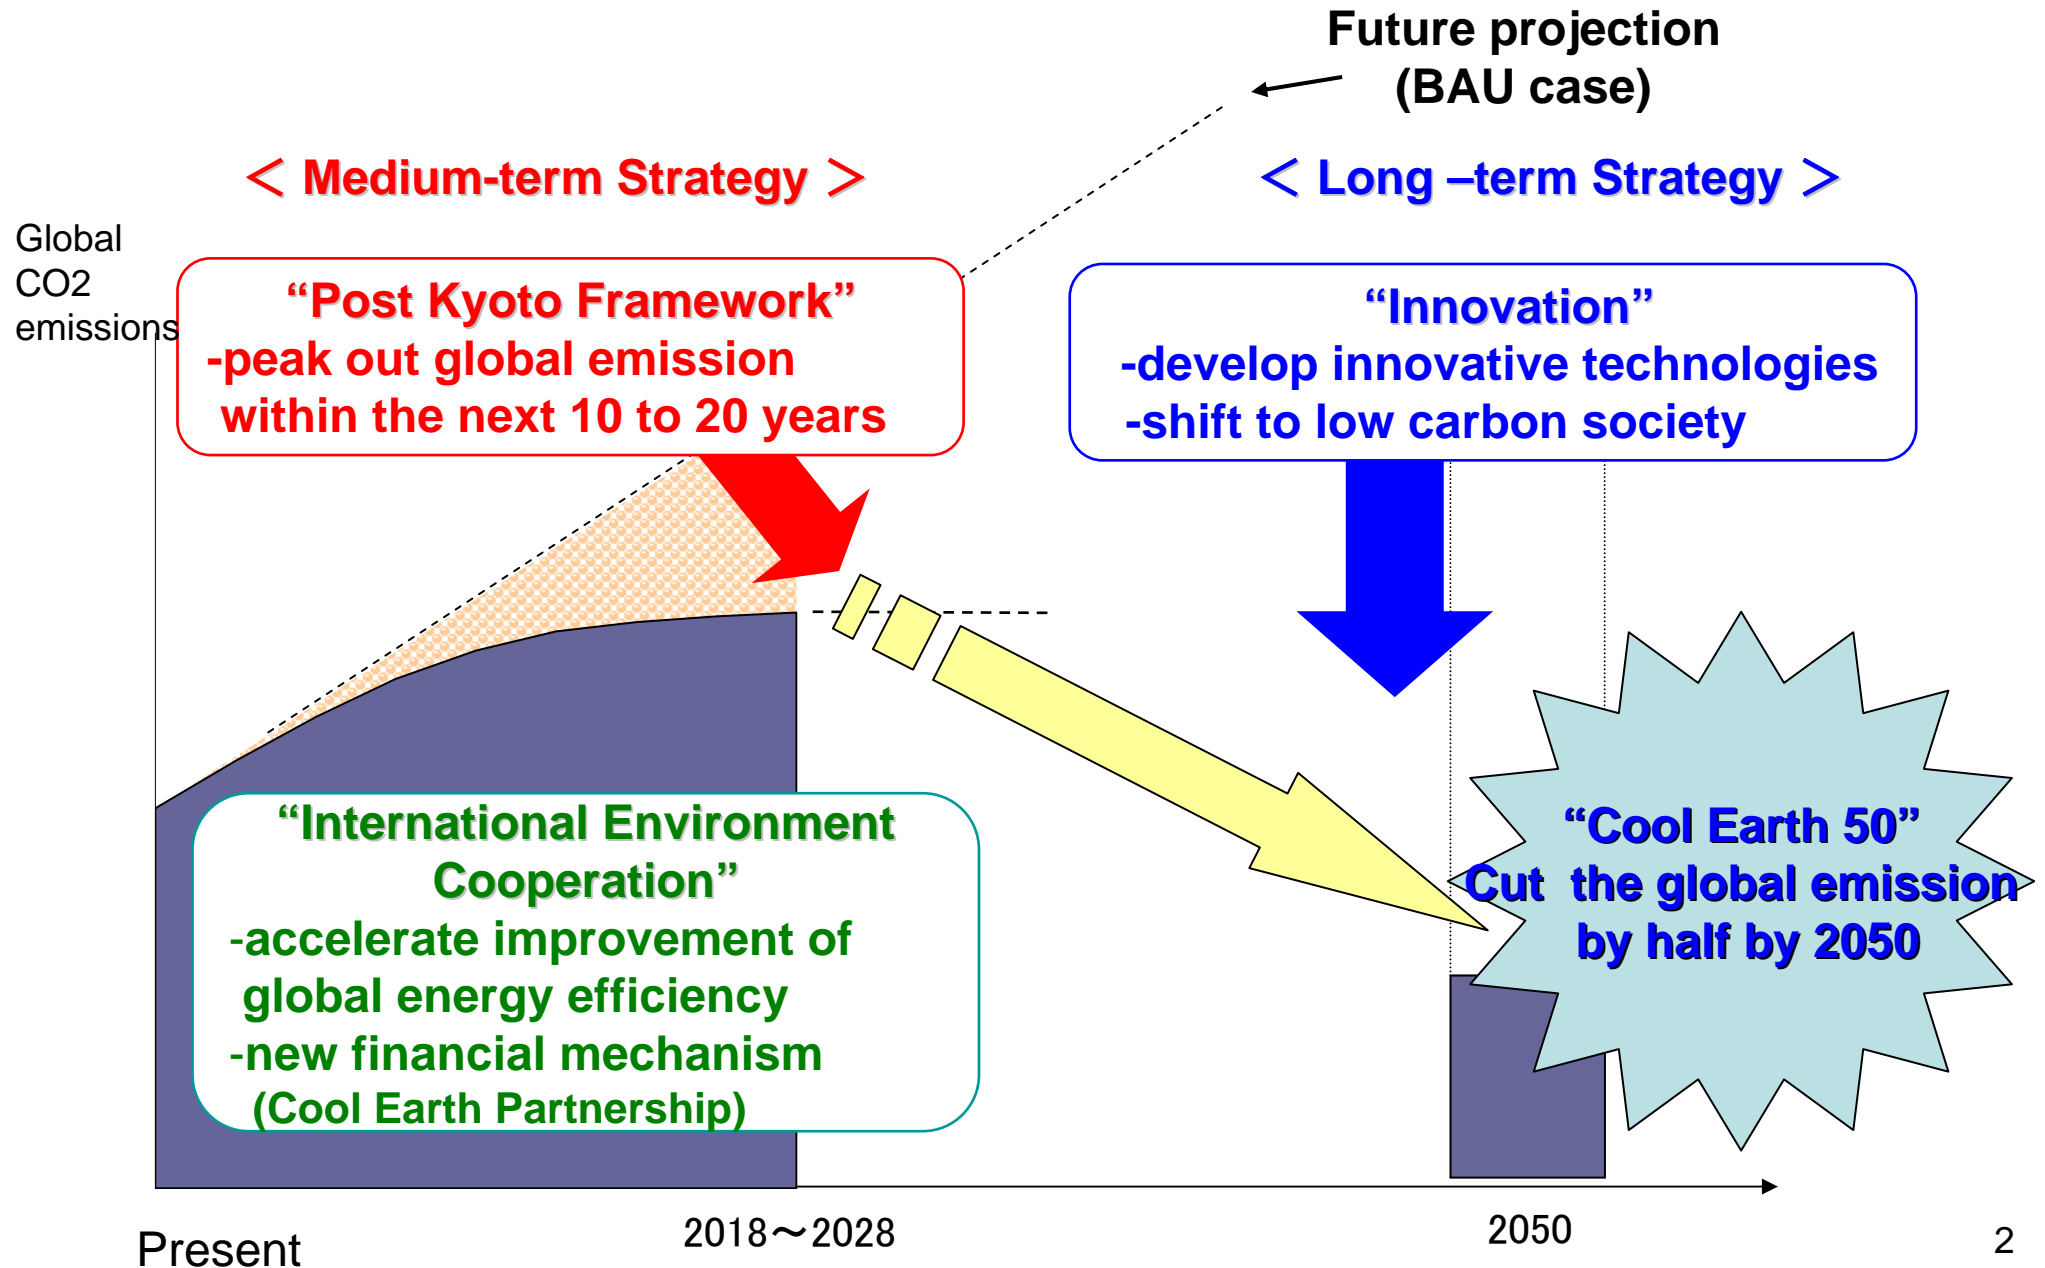 Future projection
(BAU case)
＜ Medium-term Strategy ＞
＜ Long –term Strategy ＞
Global
CO2
emissions
“Post Kyoto Framework”
-peak out global emission
within the next 10 to 20 years
“Innovation”
-develop innovative technologies
-shift to low carbon society
“International Environment
Cooperation”
-accelerate improvement of
global energy efficiency
-new financial mechanism
(Cool Earth Partnership)
“Cool Earth 50”
Cut the global emission
by half by 2050
Present
2018～2028
2050
2